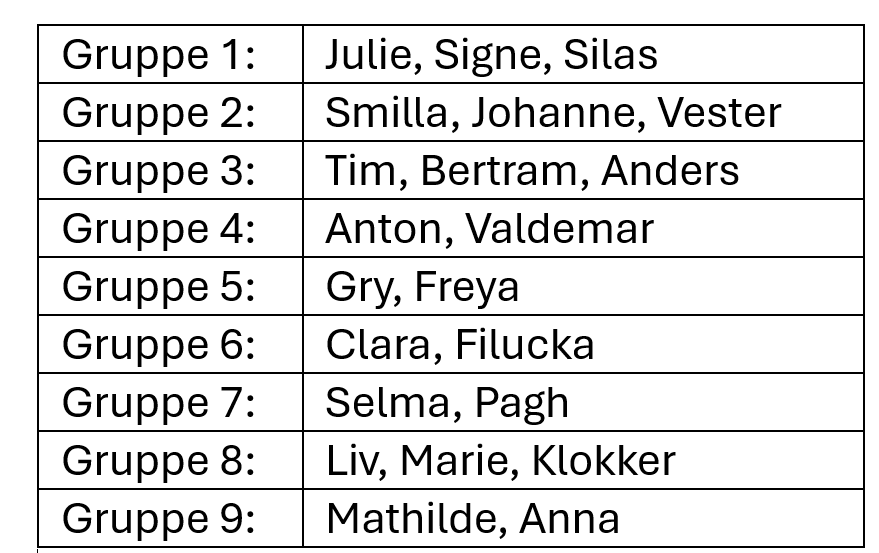 Gruppe 1: Julie, Signe, Silas
Gruppe 2: Smilla, Johanne, Vester
Gruppe 3: Tim, Bertram, Anders
Gruppe 4: Anton, Valdemar
Gruppe 5: Gry, Freya
Gruppe 6: Clara, Filucka
Gruppe 7: Selma, Pagh
Gruppe 8: Liv, Marie, Klokker
Gruppe 9: Mathilde, Anna